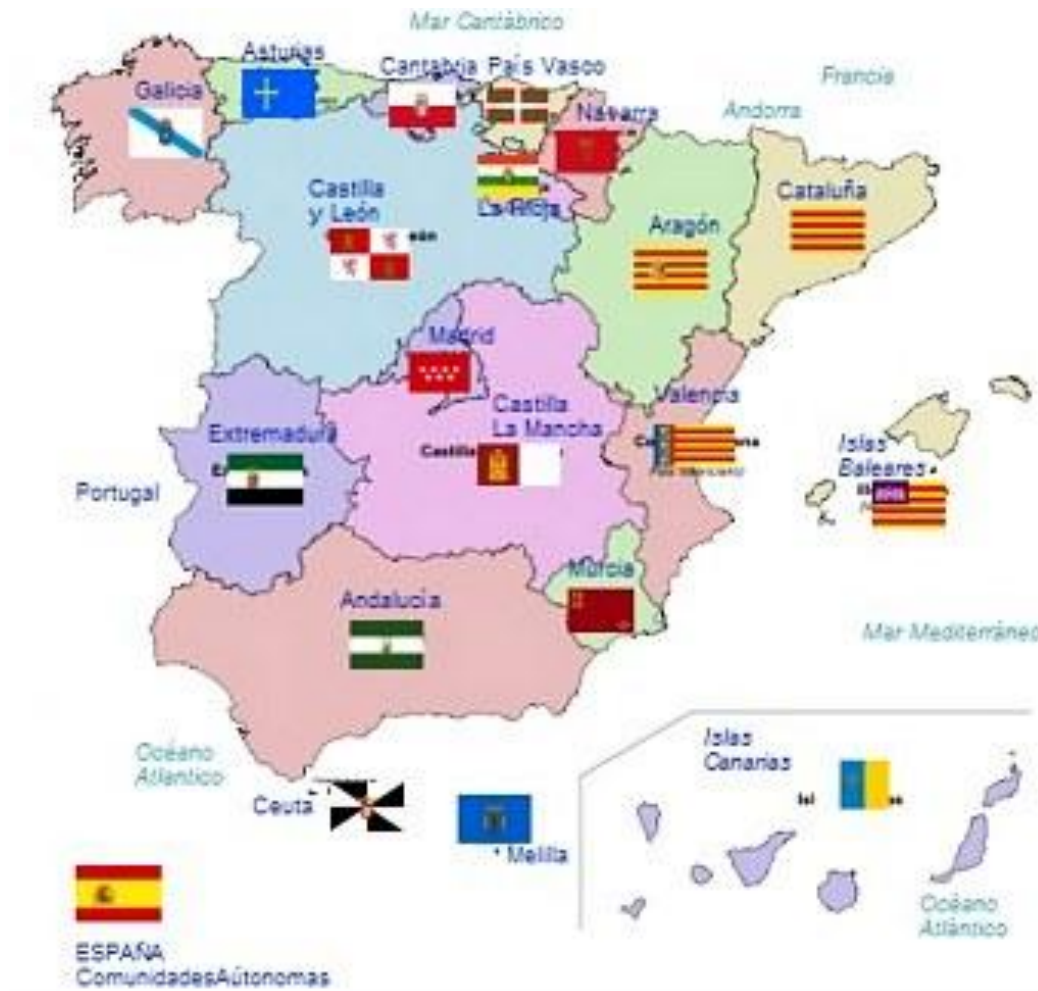 Mar Cantábrico
Asturias
Cantabria País Vasco
Francia
Galicia
Navarra
Andorra
Castilla
y León
La Rioja
Cataluña
Aragón
Madrid
Valencia
Castilla
La Mancha
Extremadura
Castilla
Islas
Baleares
Portugal
Murcia
Andalucía
Mar Mediterráneo
Océano
Atlantico
Islas
Canarias
Ceuta
Melilla
Océano
Atlántico
ESPAÑA
ComunidadesAútonomas